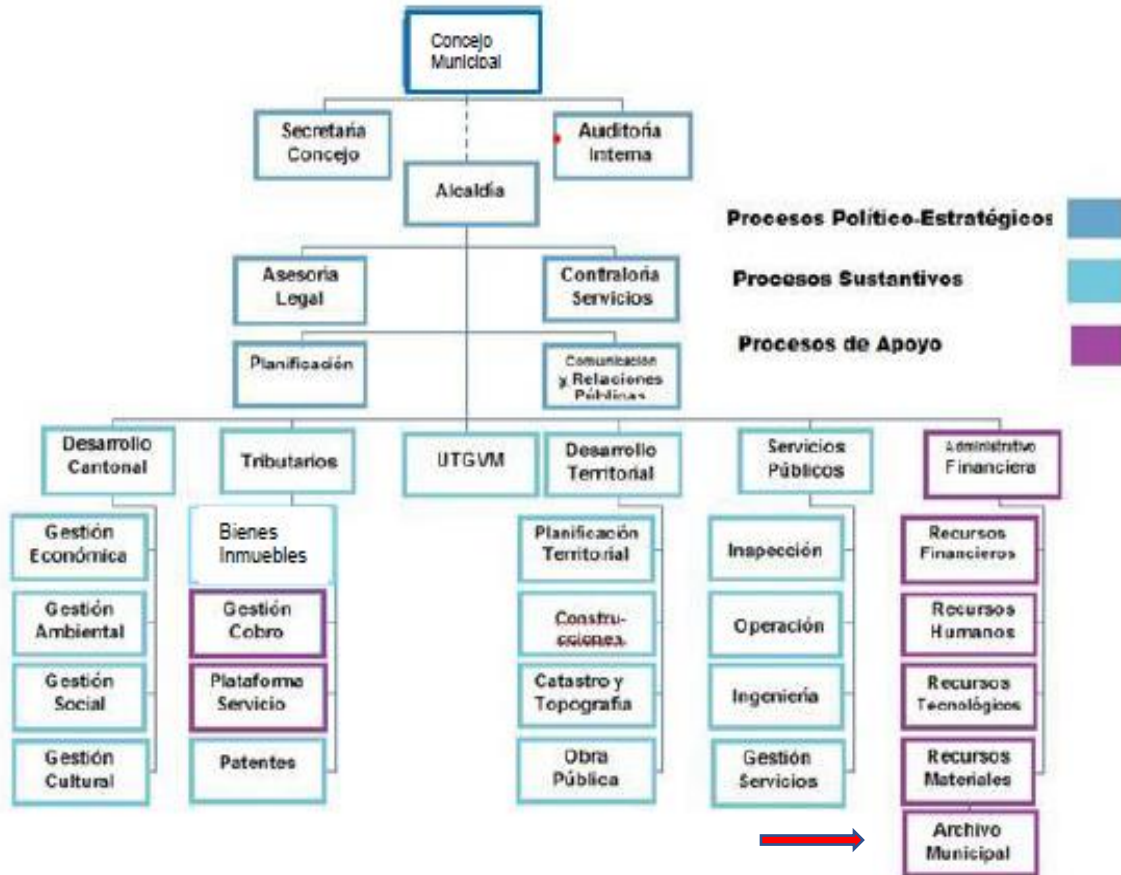 Concejo
Municipal
Secretaría
Concejo
Auditoría
Interna
Alcaldía
Procesos Político-Estratégicos
Procesos Sustantivos
Procesos de Apoyo
Asesoría
Legal
Contraloría
Servicios
Planificación
Comunicación
y Relaciones
Públicas
Desarrollo
Cantonal
Tributarios
UTGVM
Desarrollo
Territorial
Servicios
Públicos
Administrativo
Financiera
Gestión
Económica
Gestión
Ambiental
Gestión
Social
Gestión
Cultural
Bienes
Inmuebles
Gestión
Cobro
Plataforma
Servicio
Patentes
Planificación
Territorial
Constru-
cciones
Catastro y
Topografía
Obra
Pública
Inspección
Operación
Ingeniería
Gestión
Servicios
Recursos
Financieros
Recursos
Humanos
Recursos
Tecnológicos
Recursos
Materiales
Archivo
Municipal